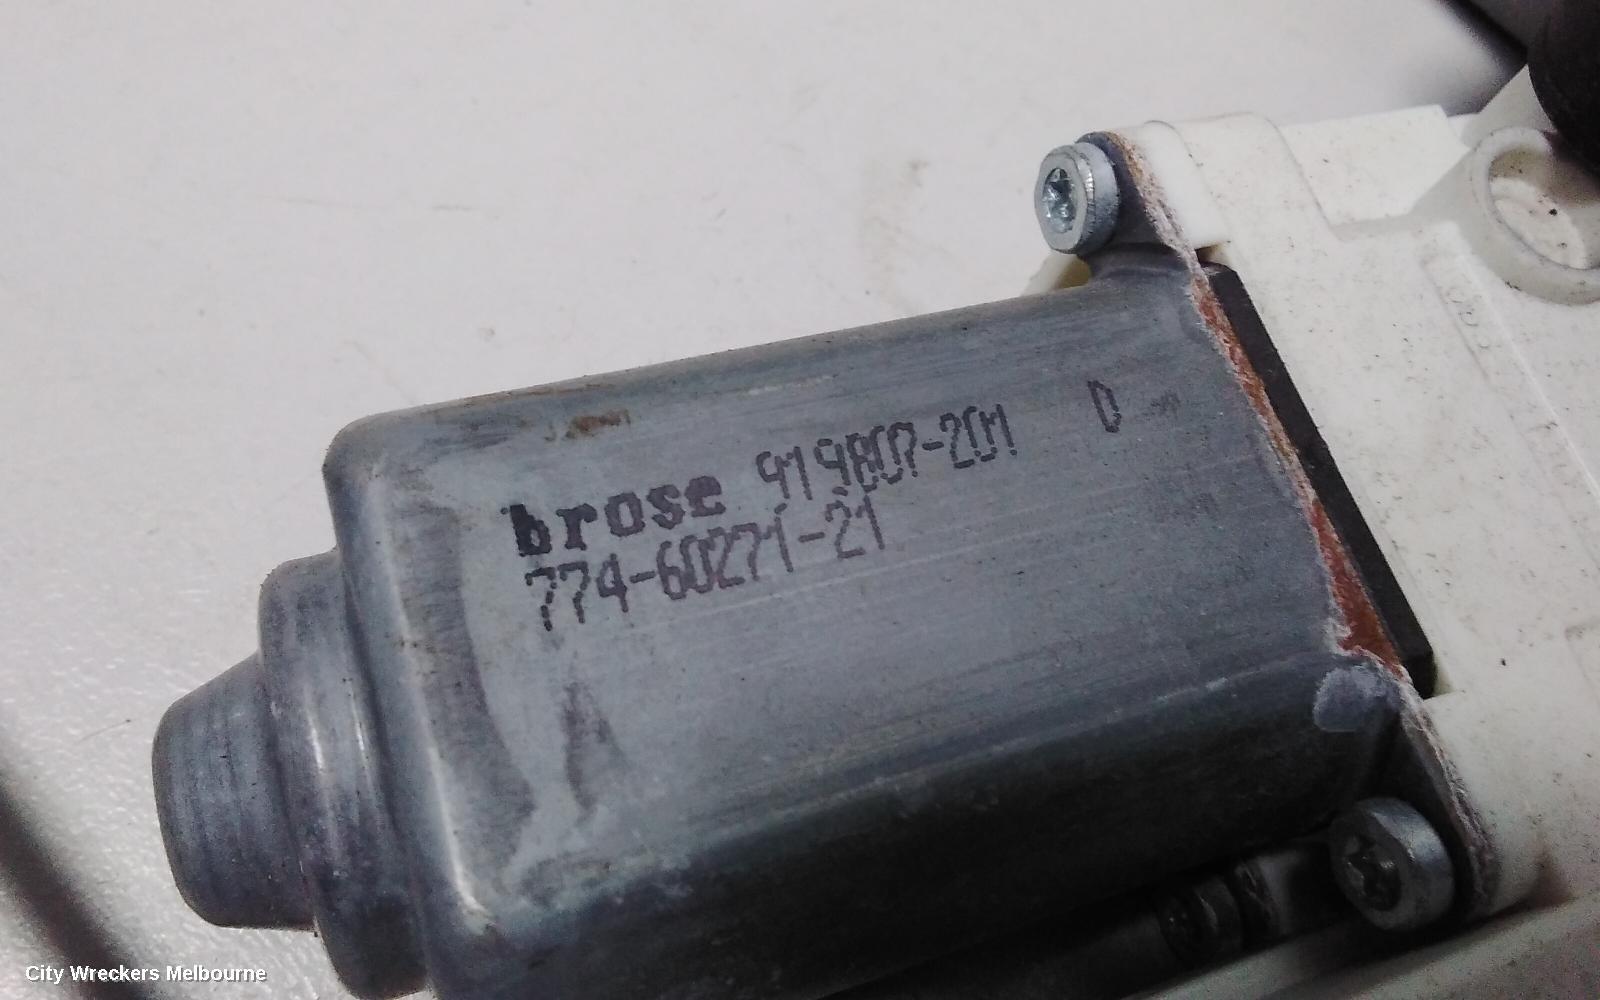 brose 919807-201 D
774-60271-21
A
City Wreckers Melbourne